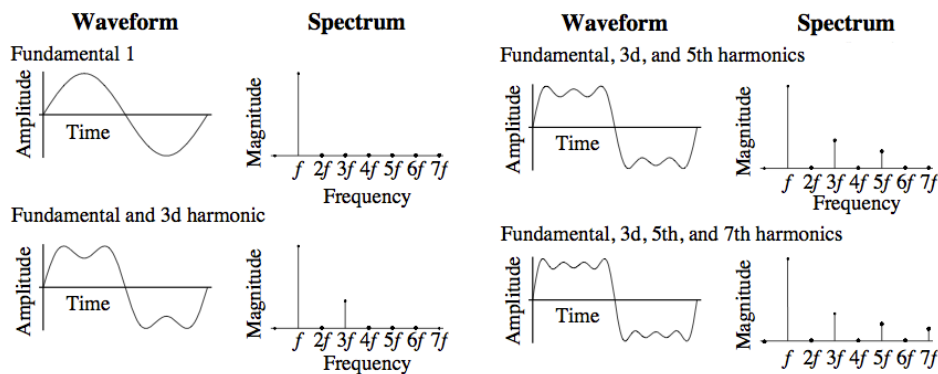 Waveform Spectrum
Fundamental 1
Amplitude
Time
Magnitude
f 2f 3f 4f 5f 6f 7f
Frequency
Fundamental and 3d harmonic
Amplitude
Time
Magnitude
f 2f 3f 4f 5f 6f 7f
Frequency
Waveform Spectrum
Fundamental, 3d, and 5th harmonics
Amplitude
Time
Magnitude
f 2f 3f 4f 5f 6f 7f
Frequency
Fundamental, 3d, 5th, and 7th harmonics
Amplitude
Time
Magnitude
f 2f 3f 4f 5f 6f 7f